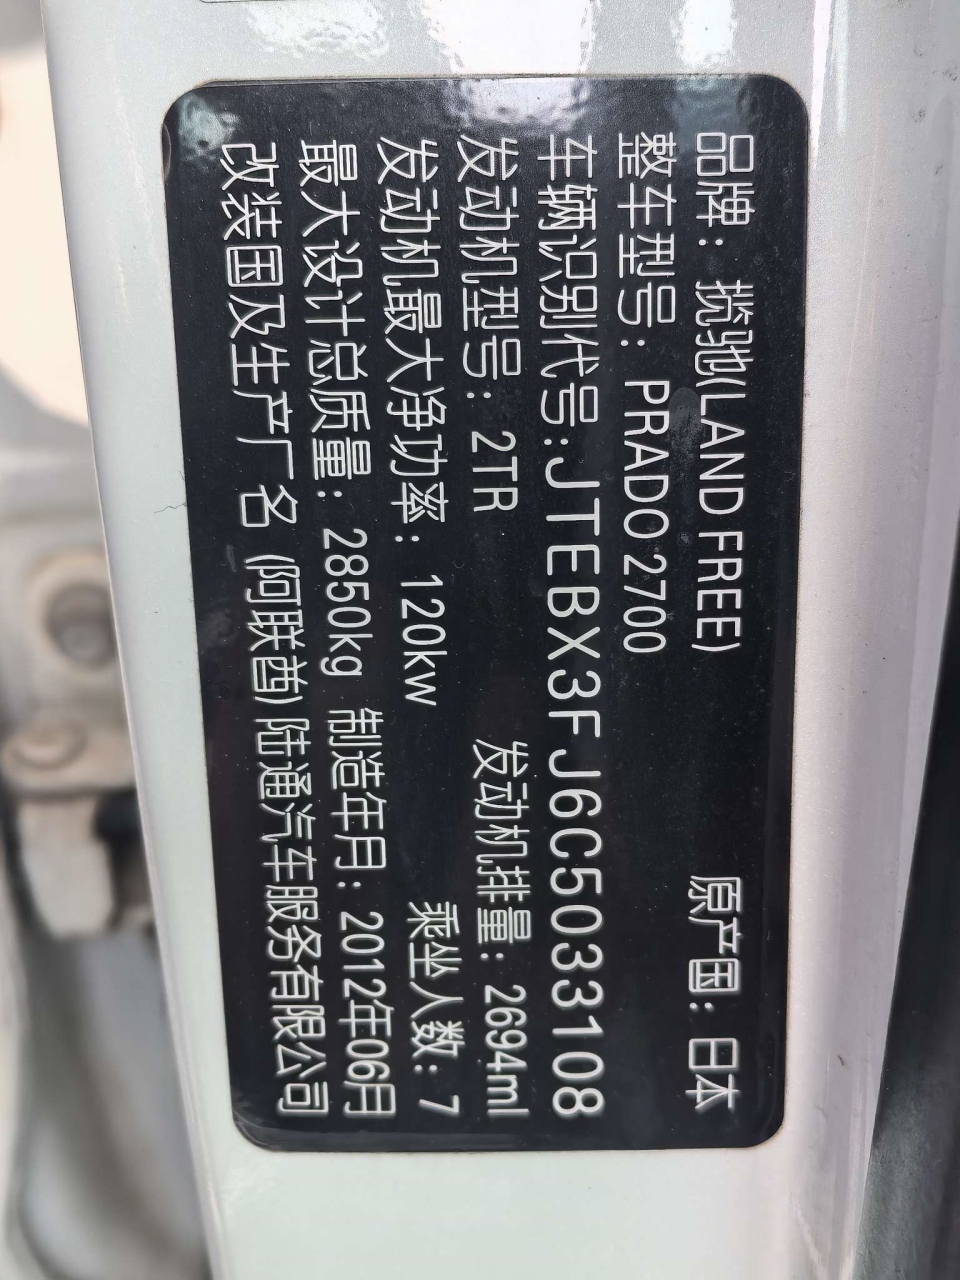 品牌：揽驰(LAND FREE) 原产国：日本
整车型号：PRADO 2700
车辆识别代号:JTEBX3FJ6C5033108
发动机型号：2TR 发动机排量：2694ml
发动机最大净功率：120kw 乘坐人数：7
最大设计总质量：2850kg 制造年月：2012年06月
改装国及生产厂名 (阿联酋) 陆通汽车服务有限公司